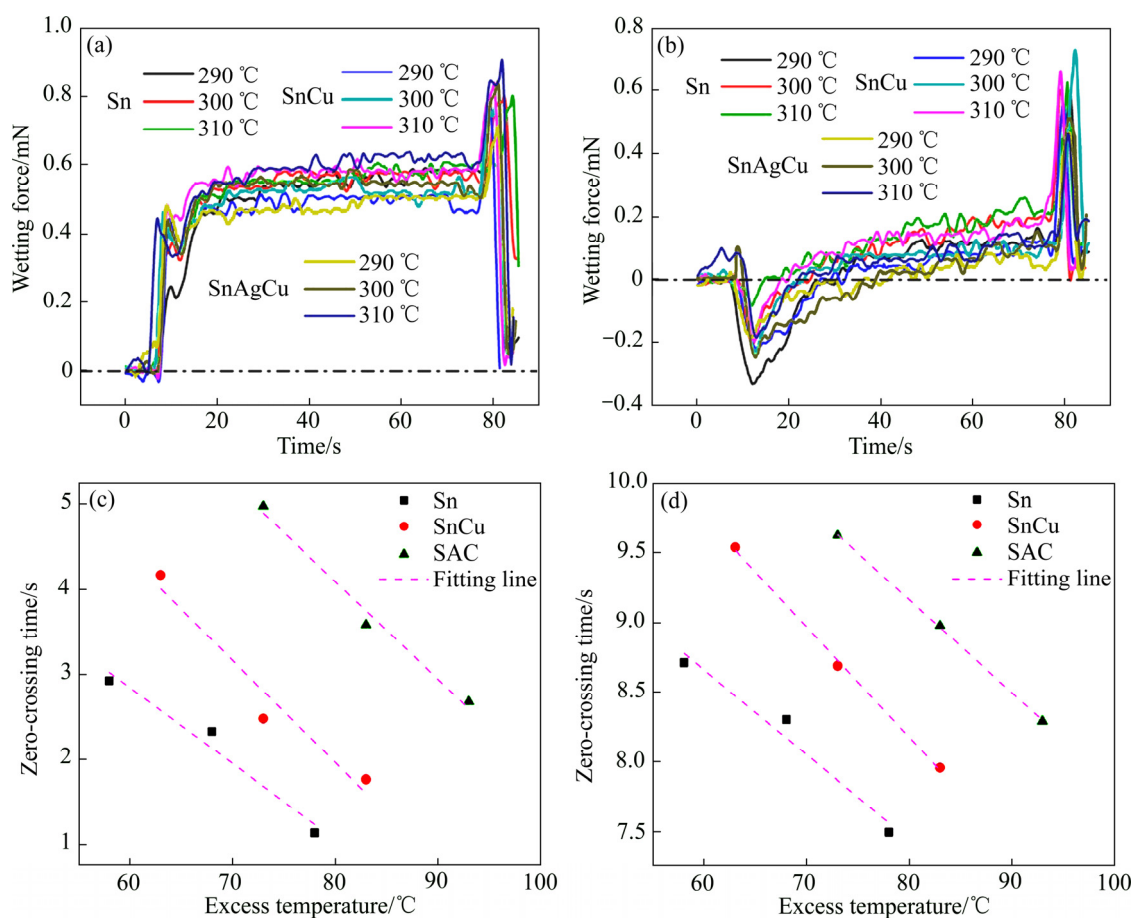 (a)
290 ℃
Sn 300 ℃
310 ℃
290 ℃
SnCu 300 ℃
310 ℃
290 ℃
SnAgCu 300 ℃
310 ℃
1.0
0.8
0.6
0.4
0.2
0
Wetting force/mN
0 20 40 60 80
Time/s
(b)
290 ℃
Sn 300 ℃
310 ℃
290 ℃
SnCu 300 ℃
310 ℃
290 ℃
SnAgCu 300 ℃
310 ℃
0.8
0.6
0.4
0.2
0
−0.2
−0.4
Wetting force/mN
0 20 40 60 80
Time/s
(c)
Sn
SnCu
SAC
Fitting line
5
4
3
2
1
Zero-crossing time/s
60 70 80 90 100
Excess temperature/℃
(d)
Sn
SnCu
SAC
Fitting line
10.0
9.5
9.0
8.5
8.0
7.5
Zero-crossing time/s
60 70 80 90 100
Excess temperature/℃